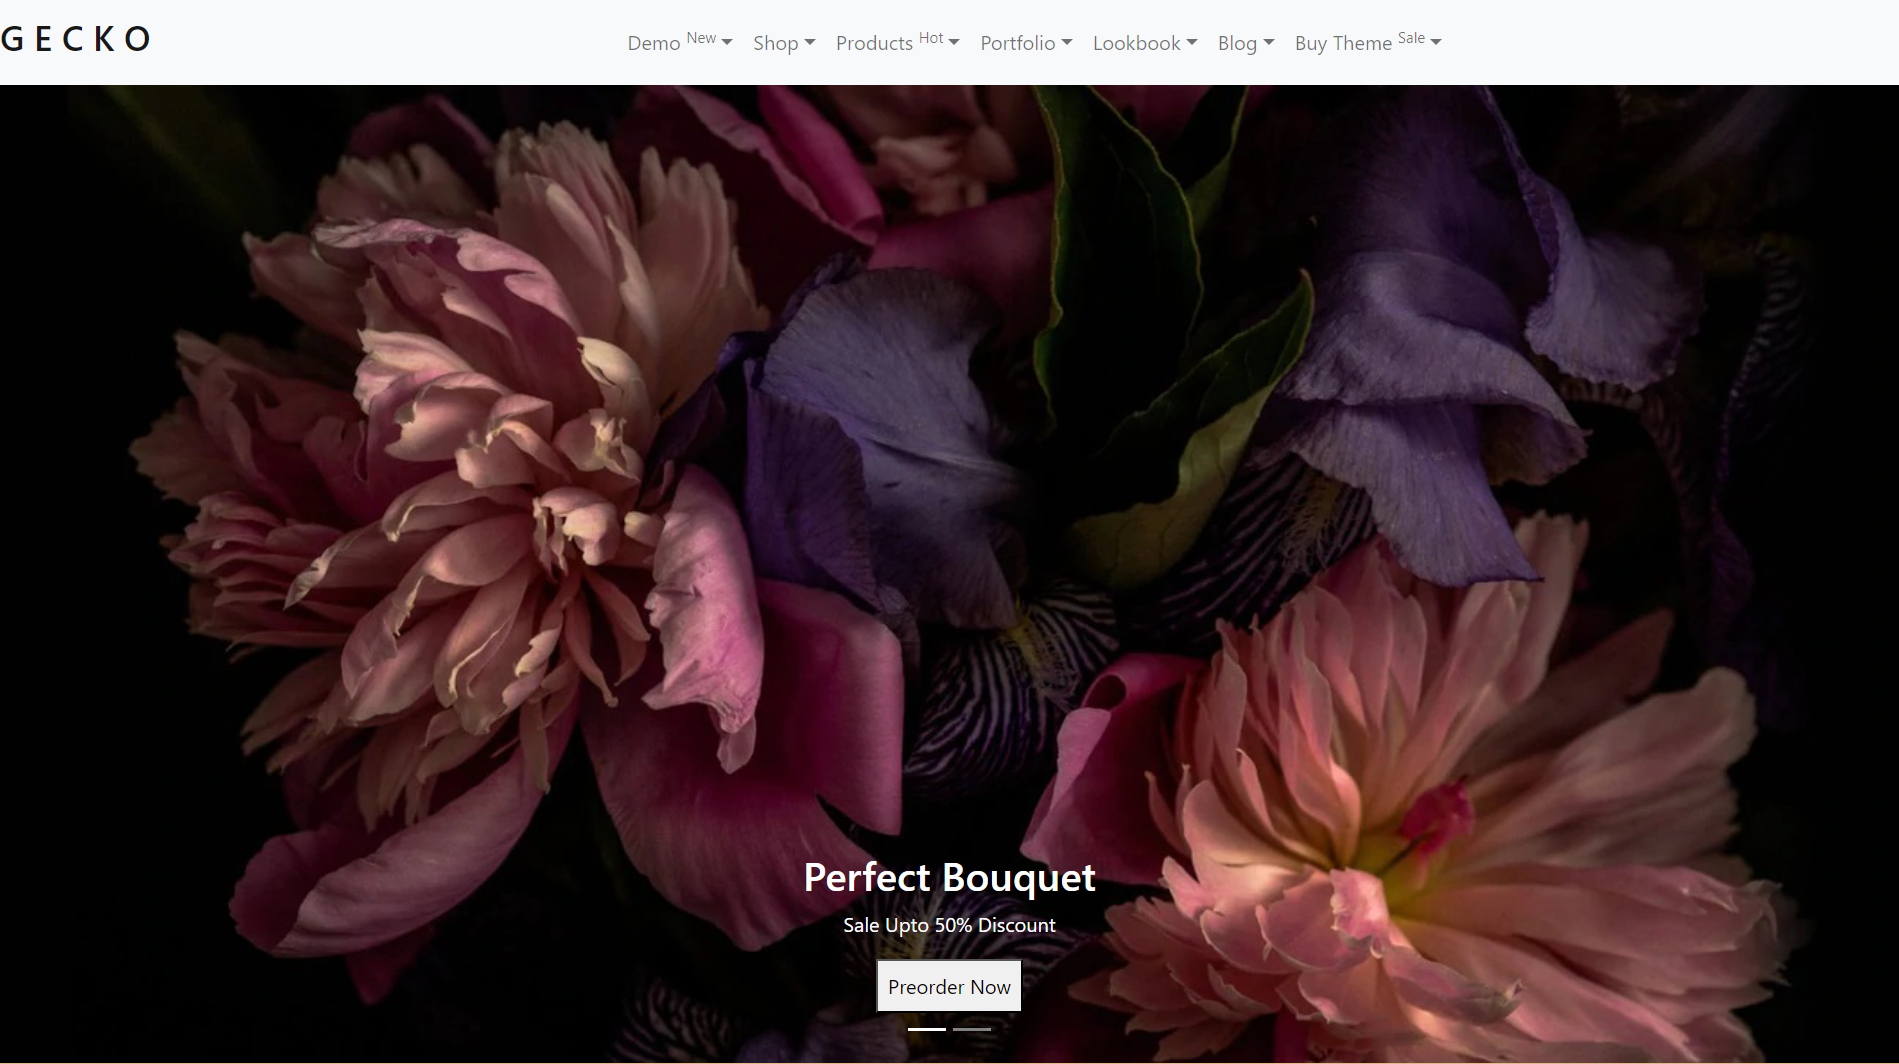 GECKO
Demo New Shop Products Hot Portfolio Lookbook Blog Buy Theme Sale
Perfect Bouquet
Sale Upto 50% Discount
Preorder Now